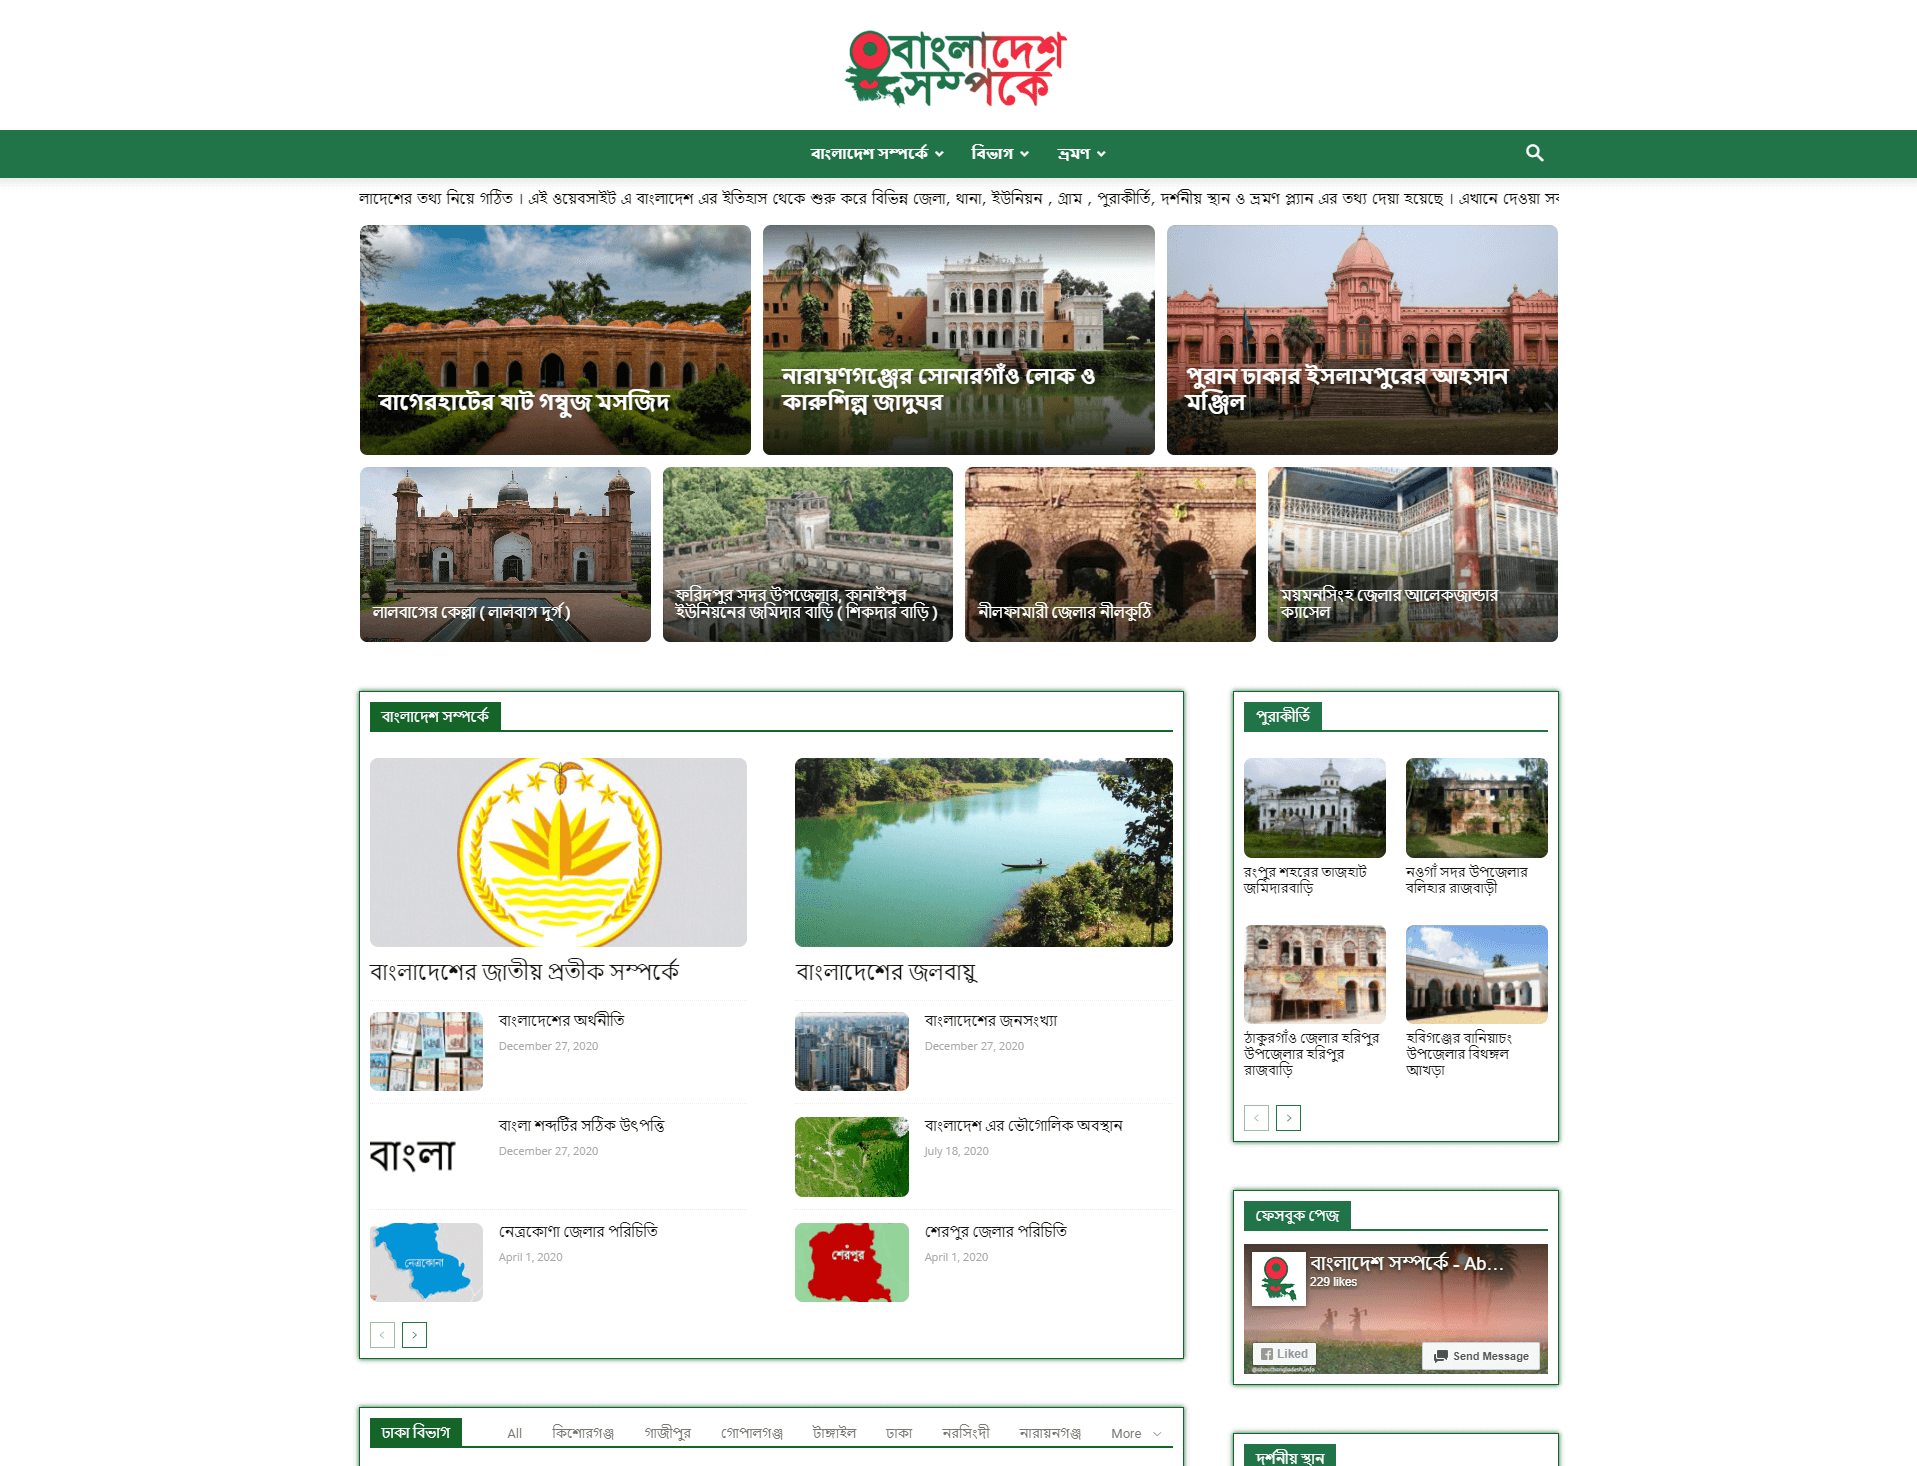 বাংলাদেশ
সম্পর্কে
বাংলাদেশ সম্পর্কে
বিভাগ
ভ্রমণ
লাদেশের তথ্য নিয়ে গঠিত । এই ওয়েবসাইট এ বাংলাদেশ এর ইতিহাস থেকে শুরু করে বিভিন্ন জেলা, থানা, ইউনিয়ন , গ্রাম , পুরাকীর্তি, দর্শনীয় স্থান ও ভ্রমণ প্ল্যান এর তথ্য দেয়া হয়েছে । এখানে দেওয়া সব
বাগেরহাটের ষাট গম্বুজ মসজিদ
নারায়ণগঞ্জের সোনারগাঁও লোক ও
কারুশিল্প জাদুঘর
পুরান ঢাকার ইসলামপুরের আহসান
মঞ্জিল
লালবাগের কেল্লা ( লালবাগ দুর্গ )
ফরিদপুর সদর উপজেলার, কানাইপুর
ইউনিয়নের জমিদার বাড়ি ( শিকদার বাড়ি )
নীলফামারী জেলার নীলকুঠি
ময়মনসিংহ জেলার আলেকজান্ডার
ক্যাসেল
বাংলাদেশ সম্পর্কে
বাংলাদেশের জাতীয় প্রতীক সম্পর্কে
বাংলাদেশের জলবায়ু
বাংলাদেশের অর্থনীতি
December 27, 2020
বাংলাদেশের জনসংখ্যা
December 27, 2020
বাংলা
বাংলা শব্দটির সঠিক উৎপত্তি
December 27, 2020
বাংলাদেশ এর ভৌগোলিক অবস্থান
July 18, 2020
নেত্রকোনা
নেত্রকোণা জেলার পরিচিতি
April 1, 2020
শেরপুর
শেরপুর জেলার পরিচিতি
April 1, 2020
পুরাকীর্তি
রংপুর শহরের তাজহাট
জমিদারবাড়ি
নওগাঁ সদর উপজেলার
বলিহার রাজবাড়ী
ঠাকুরগাঁও জেলার হরিপুর
উপজেলার হরিপুর
রাজবাড়ি
হবিগঞ্জের বানিয়াচং
উপজেলার বিথঙ্গল
আখড়া
ফেসবুক পেজ
বাংলাদেশ সম্পর্কে - Ab...
229 likes
Liked
Send Message
@aboutbangladesh.info
ঢাকা বিভাগ
All
কিশোরগঞ্জ
গাজীপুর
গোপালগঞ্জ
টাঙ্গাইল
ঢাকা
নরসিংদী
নারায়নগঞ্জ
More
দর্শনীয় স্থান